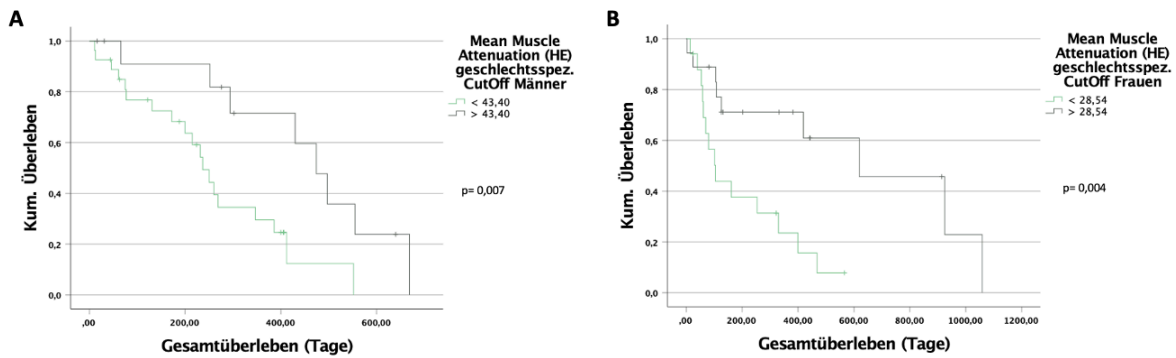 A
Kum. Überleben
1,0
0,8
0,6
0,4
0,2
0,0
,00
200,00
400,00
600,00
Gesamtüberleben (Tage)
Mean Muscle
Attenuation (HE)
geschlechtsspez.
CutOff Männer
< 43,40
> 43,40
p= 0,007
B
Kum. Überleben
1,0
0,8
0,6
0,4
0,2
0,0
,00
200,00
400,00
600,00
800,00
1000,00
1200,00
Gesamtüberleben (Tage)
Mean Muscle
Attenuation (HE)
geschlechtsspez.
CutOff Frauen
< 28,54
> 28,54
p= 0,004